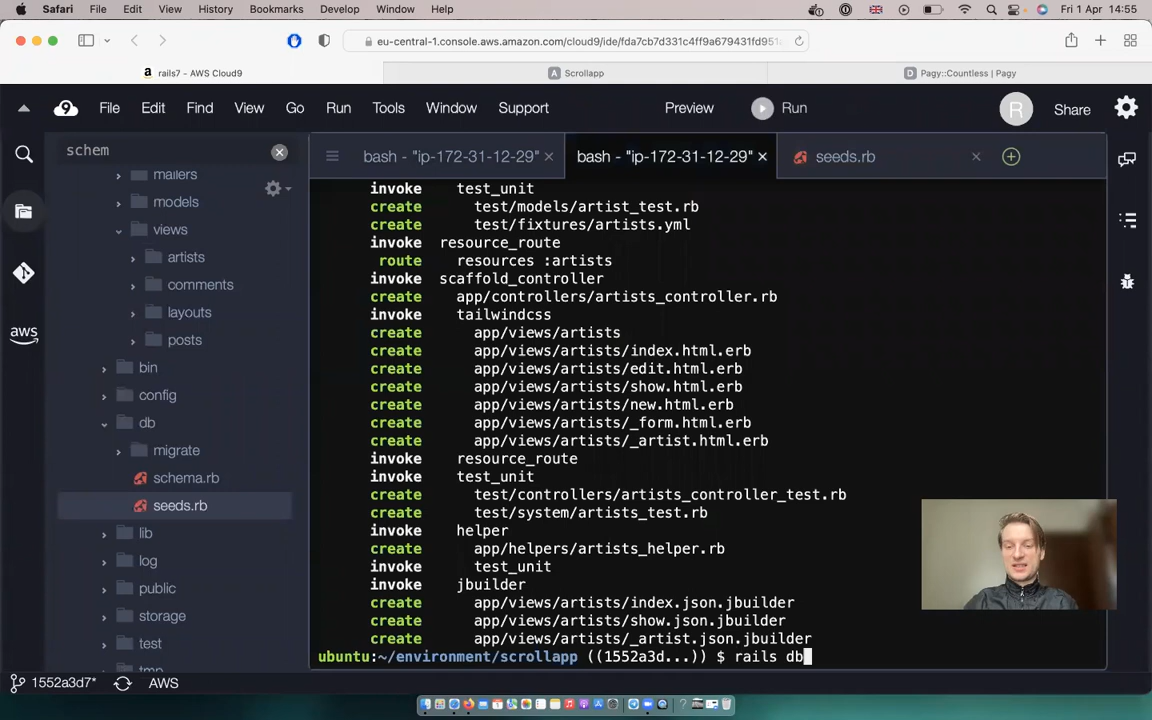 Safari File Edit View History Bookmarks Develop Window Help Fri 1 Apr 14:55
eu-central-1.console.aws.amazon.com/cloud9/ide/fda7cb7d331c4ff9a679431fd951
a rails7 - AWS Cloud9
A Scrollapp
D Pagy::Countless | Pagy
9 File Edit Find View Go Run Tools Window Support Preview Run R Share
schem
bash - "ip-172-31-12-29" bash - "ip-172-31-12-29" seeds.rb
mailers
models
views
artists
comments
layouts
posts
bin
config
db
migrate
schema.rb
seeds.rb
lib
log
public
storage
test
tmp
aws
invoke test_unit
create test/models/artist_test.rb
create test/fixtures/artists.yml
invoke resource_route
route resources :artists
invoke scaffold_controller
create app/controllers/artists_controller.rb
invoke tailwindcss
create app/views/artists
create app/views/artists/index.html.erb
create app/views/artists/edit.html.erb
create app/views/artists/show.html.erb
create app/views/artists/new.html.erb
create app/views/artists/_form.html.erb
create app/views/artists/_artist.html.erb
invoke resource_route
invoke test_unit
create test/controllers/artists_controller_test.rb
create test/system/artists_test.rb
invoke helper
create app/helpers/artists_helper.rb
invoke test_unit
invoke jbuilder
create app/views/artists/index.json.jbuilder
create app/views/artists/show.json.jbuilder
create app/views/artists/_artist.json.jbuilder
ubuntu:~/environment/scrollapp ((1552a3d...)) $ rails db
1552a3d7* AWS